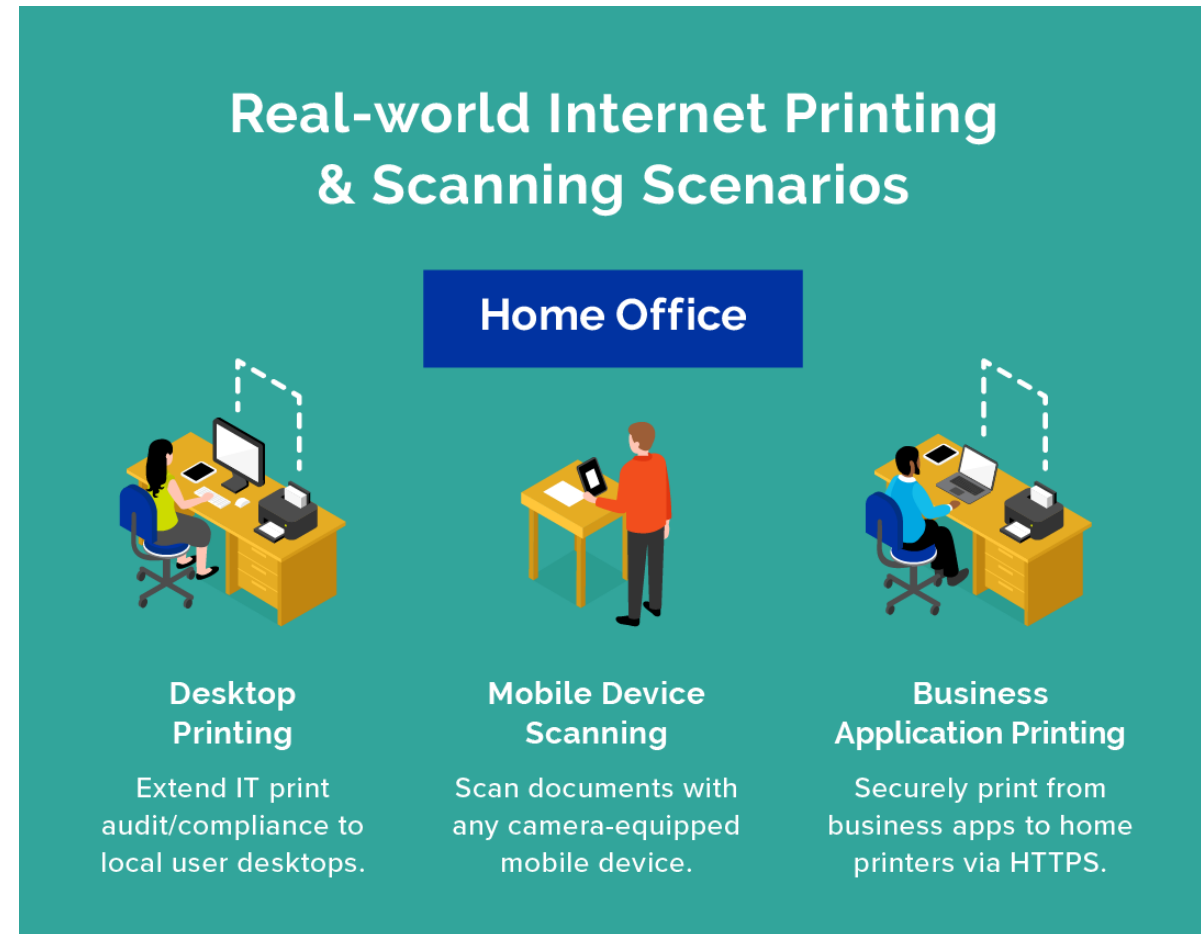 Real-world Internet Printing
& Scanning Scenarios
Home Office
Desktop
Printing
Extend IT print
audit/compliance to
local user desktops.
Mobile Device
Scanning
Scan documents with
any camera-equipped
mobile device.
Business
Application Printing
Securely print from
business apps to home
printers via HTTPS.